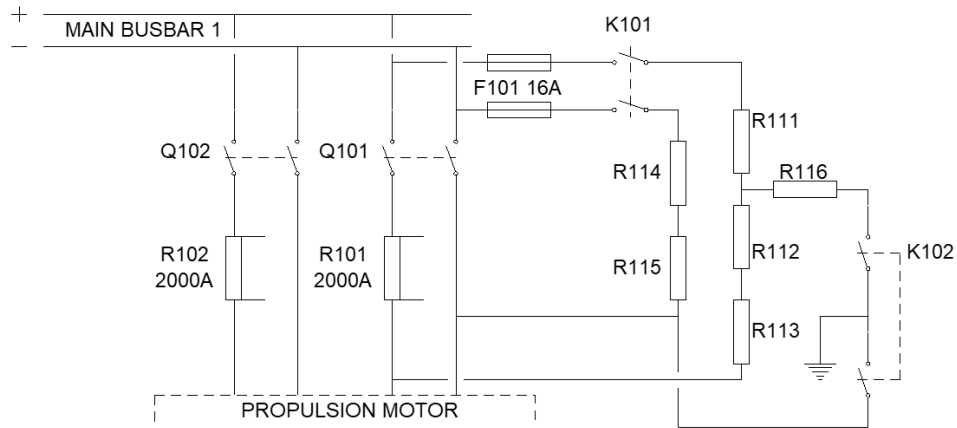 +
K101
MAIN BUSBAR 1
−
F101 16A
R111
Q102
Q101
R114
R116
R102
2000A
R101
2000A
R112
K102
R115
R113
PROPULSION MOTOR